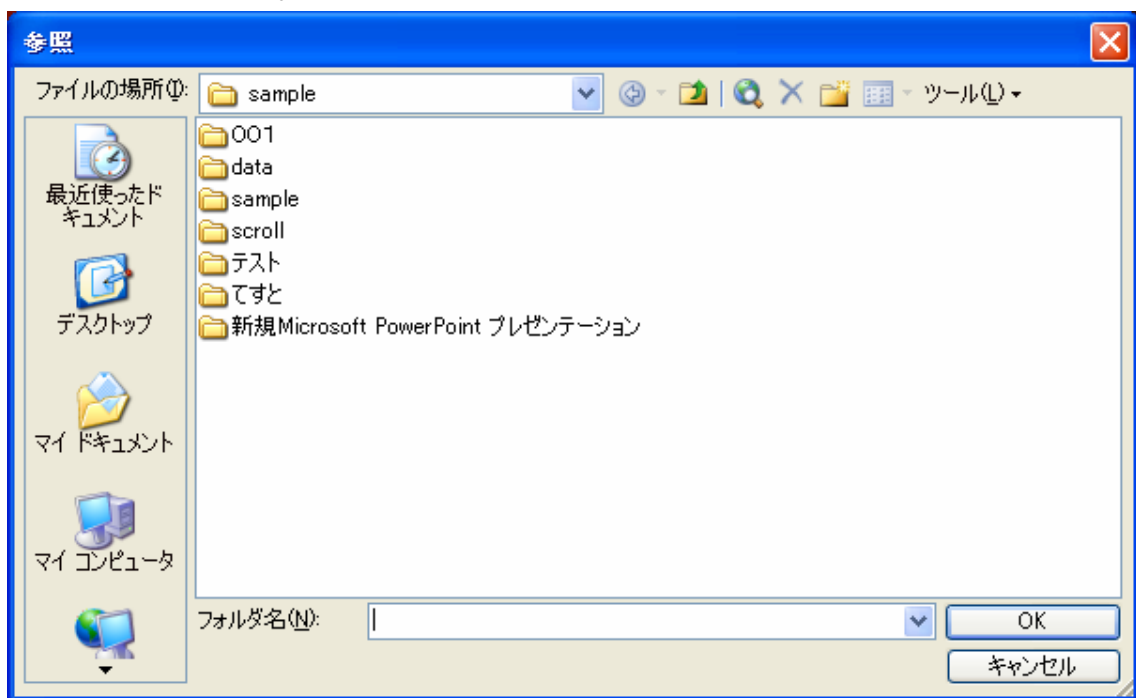 参照
ファイルの場所(I):
sample
ツール(L)
最近使ったド
キュメント
デスクトップ
マイ ドキュメント
マイ コンピュータ
001
data
sample
scroll
テスト
てすと
新規Microsoft PowerPoint プレゼンテーション
フォルダ名(N):
OK
キャンセル